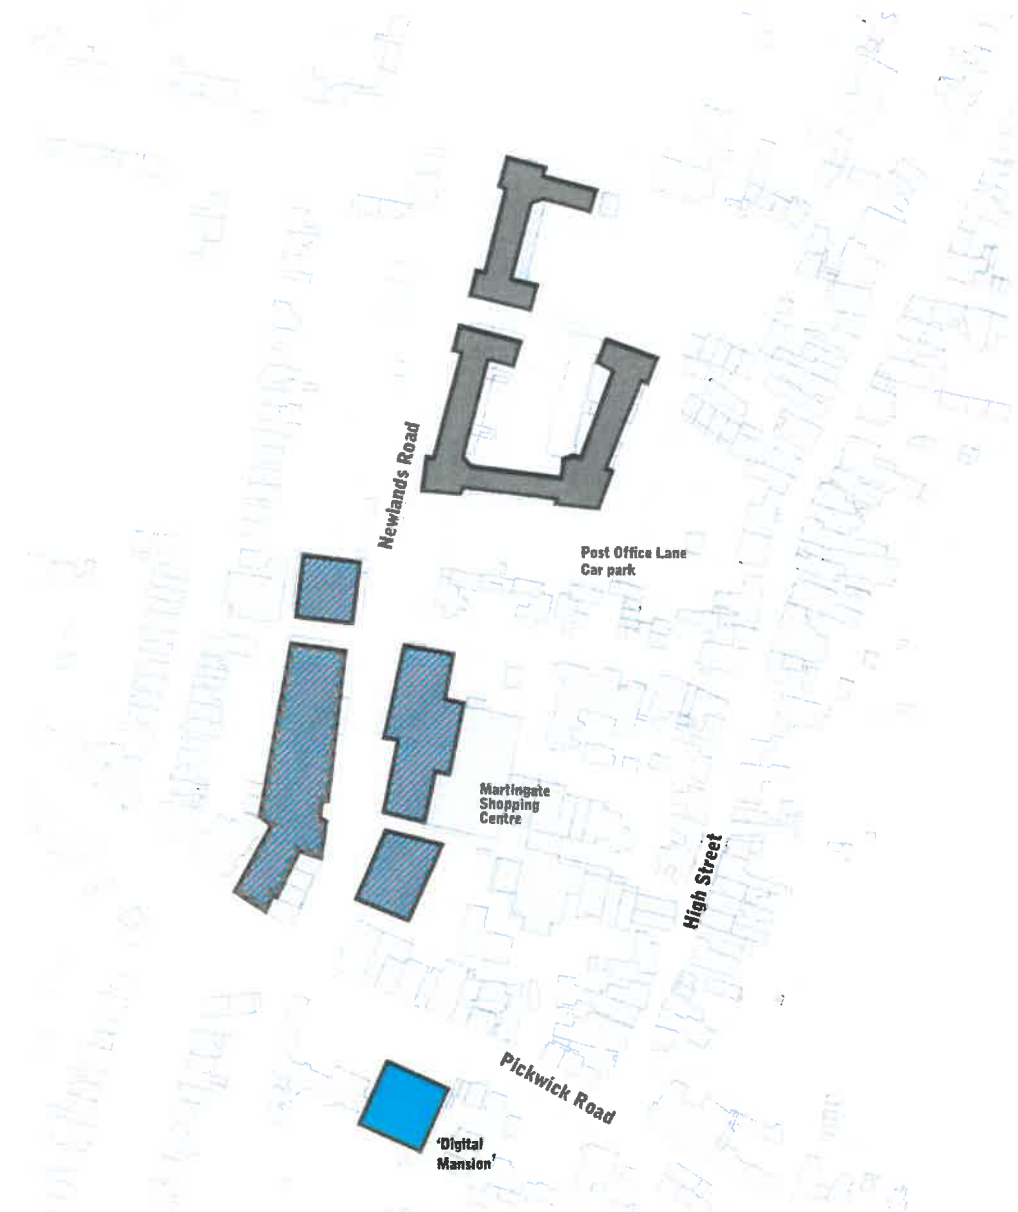 Newlands Road
Post Office Lane
Car park
Martingate
Shopping
Centre
High Street
Pickwick Road
'Digital
Mansion'